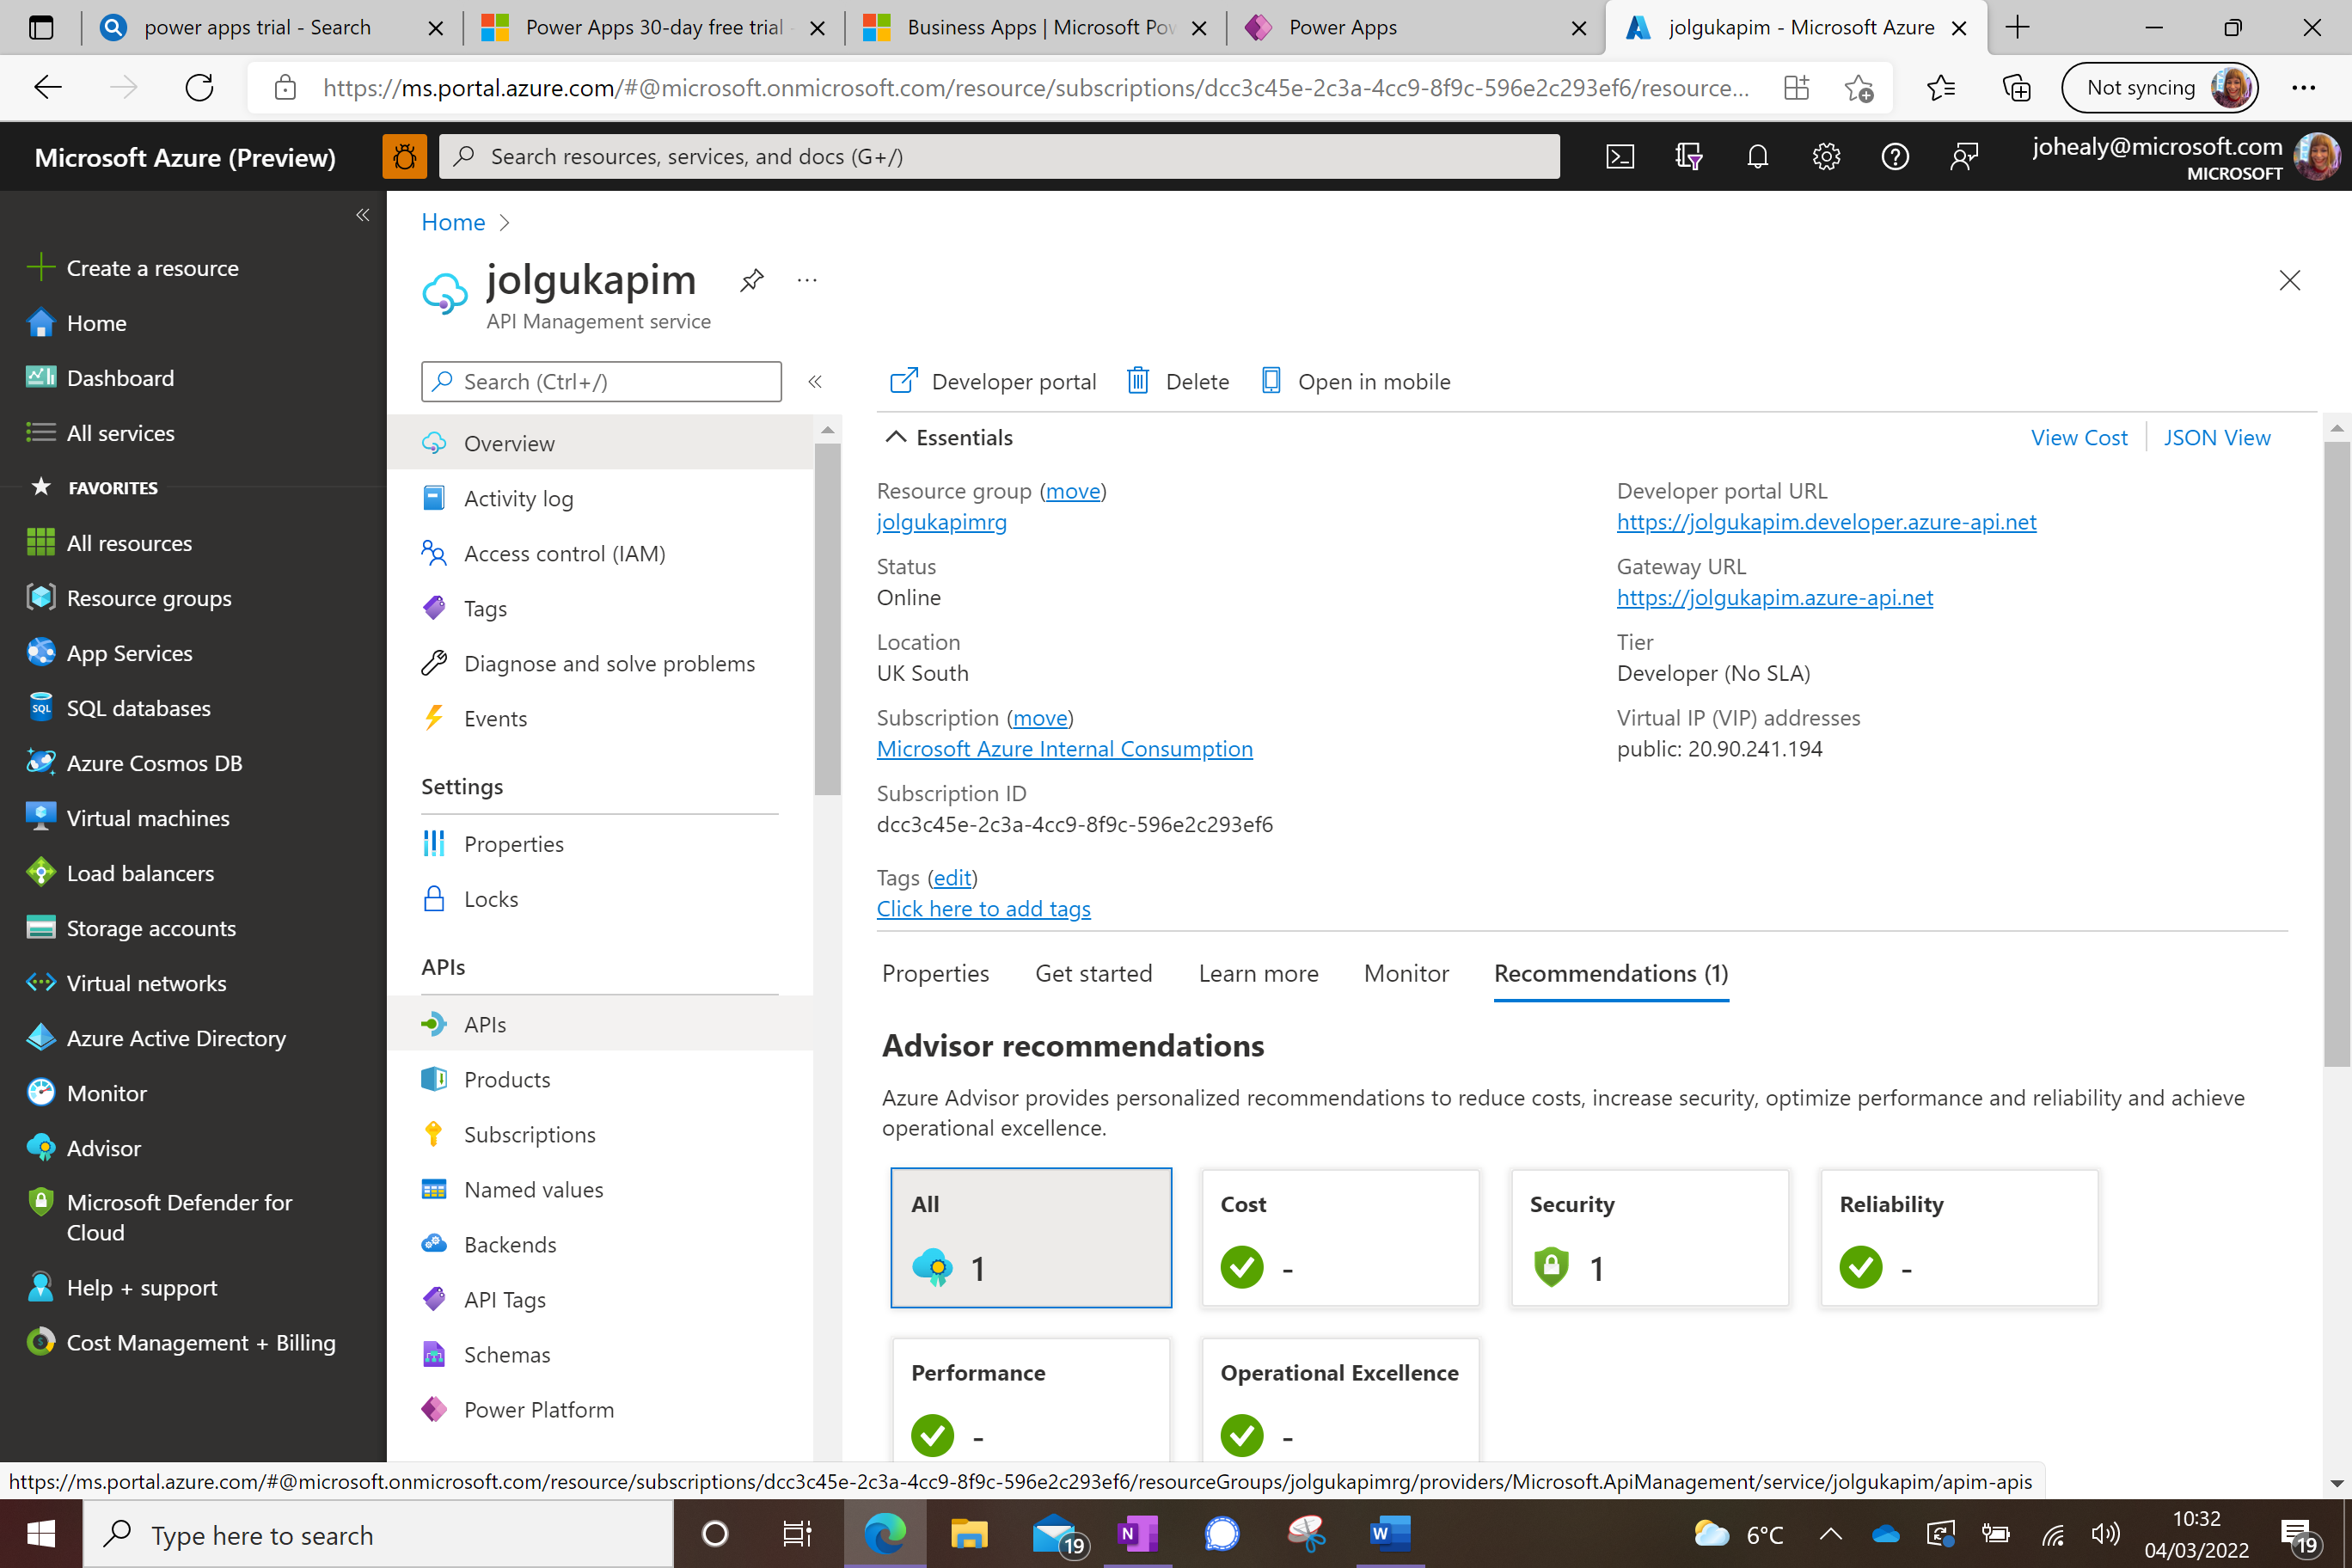 power apps trial - Search
Power Apps 30-day free trial -
Business Apps | Microsoft Pow
Power Apps
jolgukapim - Microsoft Azure
https://ms.portal.azure.com/#@microsoft.onmicrosoft.com/resource/subscriptions/dcc3c45e-2c3a-4cc9-8f9c-596e2c293ef6/resource...
Not syncing
Microsoft Azure (Preview)
Search resources, services, and docs (G+/)
johealy@microsoft.com
MICROSOFT
Create a resource
Home
Dashboard
All services
FAVORITES
All resources
Resource groups
App Services
SQL databases
Azure Cosmos DB
Virtual machines
Load balancers
Storage accounts
Virtual networks
Azure Active Directory
Monitor
Advisor
Microsoft Defender for
Cloud
Help + support
Cost Management + Billing
Home
jolgukapim
API Management service
Search (Ctrl+/)
Overview
Activity log
Access control (IAM)
Tags
Diagnose and solve problems
Events
Settings
Properties
Locks
APIs
APIs
Products
Subscriptions
Named values
Backends
API Tags
Schemas
Power Platform
Developer portal
Delete
Open in mobile
Essentials
View Cost
JSON View
Resource group (move)
jolgukapimrg
Status
Online
Location
UK South
Subscription (move)
Microsoft Azure Internal Consumption
Subscription ID
dcc3c45e-2c3a-4cc9-8f9c-596e2c293ef6
Tags (edit)
Click here to add tags
Developer portal URL
https://jolgukapim.developer.azure-api.net
Gateway URL
https://jolgukapim.azure-api.net
Tier
Developer (No SLA)
Virtual IP (VIP) addresses
public: 20.90.241.194
Properties
Get started
Learn more
Monitor
Recommendations (1)
Advisor recommendations
Azure Advisor provides personalized recommendations to reduce costs, increase security, optimize performance and reliability and achieve
operational excellence.
All
1
Cost
-
Security
1
Reliability
-
Performance
-
Operational Excellence
-
https://ms.portal.azure.com/#@microsoft.onmicrosoft.com/resource/subscriptions/dcc3c45e-2c3a-4cc9-8f9c-596e2c293ef6/resourceGroups/jolgukapimrg/providers/Microsoft.ApiManagement/service/jolgukapim/apim-apis
Type here to search
19
6°C
10:32
04/03/2022
19